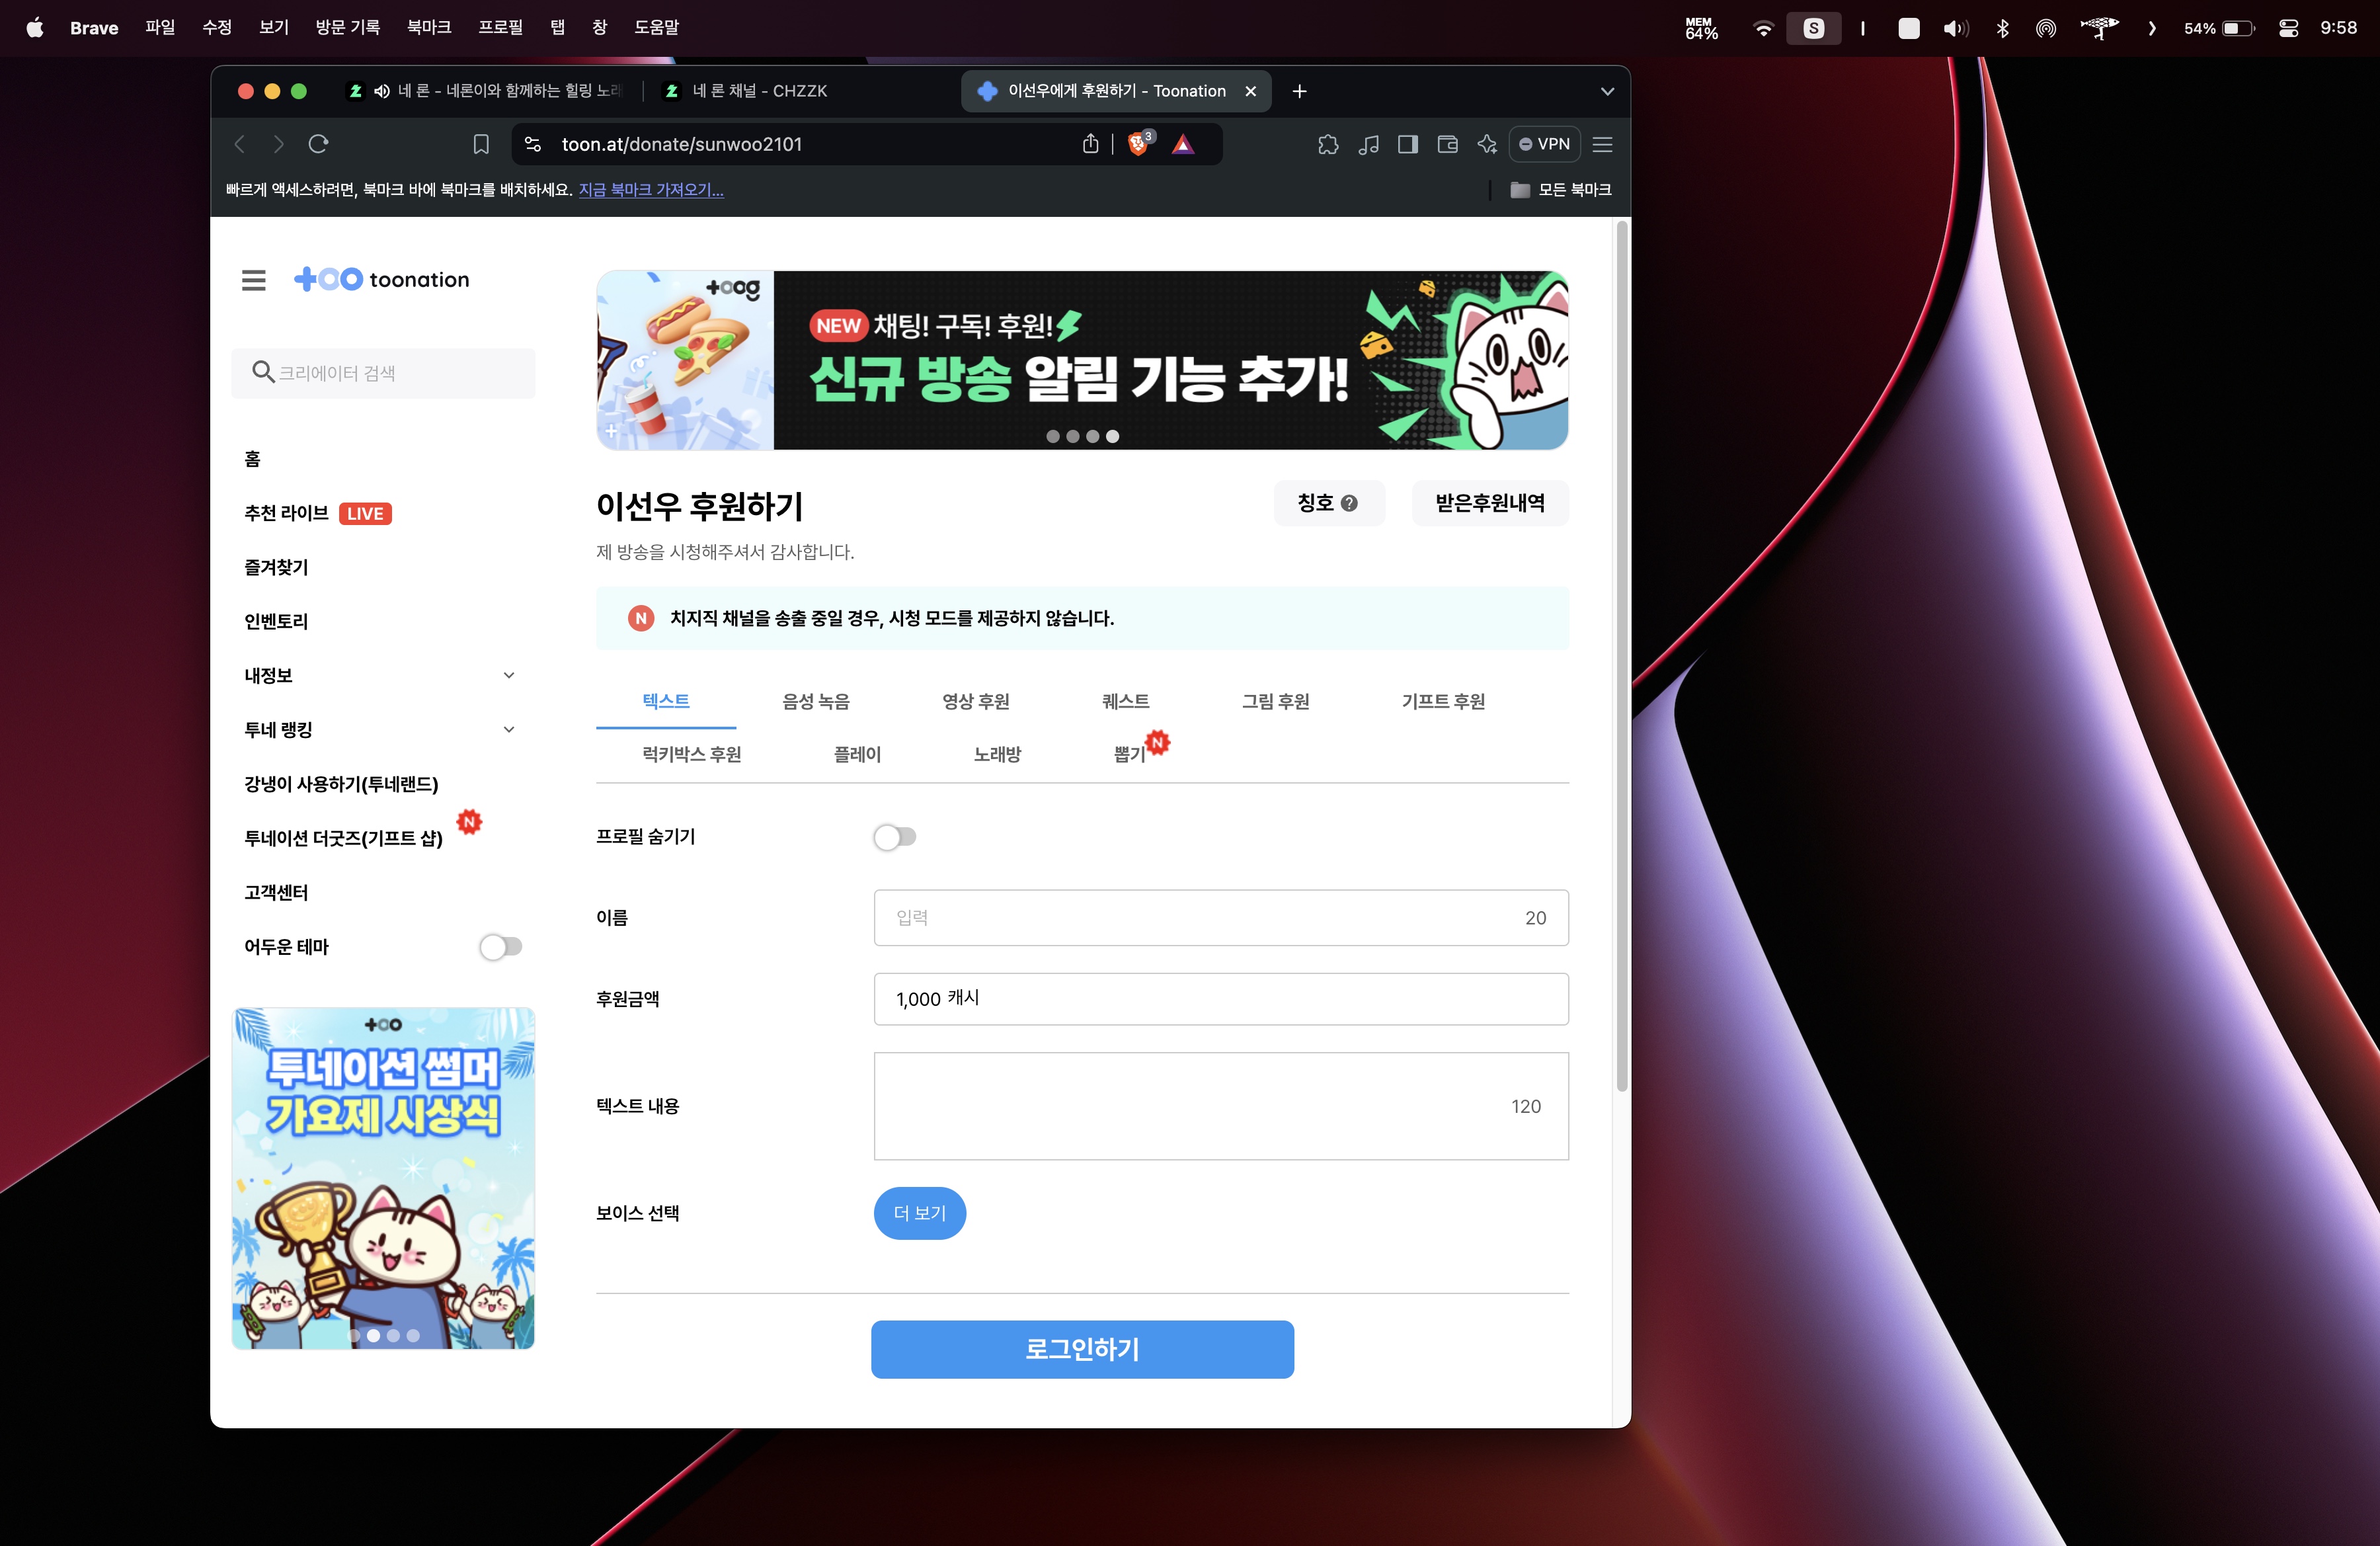 Brave 파일 수정 보기 방문 기록 북마크 프로필 탭 창 도움말 MEM 64% S 54% 9:58
네 론 - 네론이와 함께하는 힐링 노래
네 론 채널 - CHZZK
이선우에게 후원하기 - Toonation
toon.at/donate/sunwoo2101 3 VPN
빠르게 액세스하려면, 북마크 바에 북마크를 배치하세요. 지금 북마크 가져오기... 모든 북마크
toonation
크리에이터 검색
홈
추천 라이브 LIVE
즐겨찾기
인벤토리
내정보
투네 랭킹
강냉이 사용하기(투네랜드)
투네이션 더굿즈(기프트 샵) N
고객센터
어두운 테마
투네이션 썸머
가요제 시상식
NEW 채팅! 구독! 후원!
신규 방송 알림 기능 추가!
이선우 후원하기
칭호 ?
받은후원내역
제 방송을 시청해주셔서 감사합니다.
N 치지직 채널을 송출 중일 경우, 시청 모드를 제공하지 않습니다.
텍스트 음성 녹음 영상 후원 퀘스트 그림 후원 기프트 후원
럭키박스 후원 플레이 노래방 뽑기 N
프로필 숨기기
이름 입력 20
후원금액 1,000 캐시
텍스트 내용 120
보이스 선택 더 보기
로그인하기